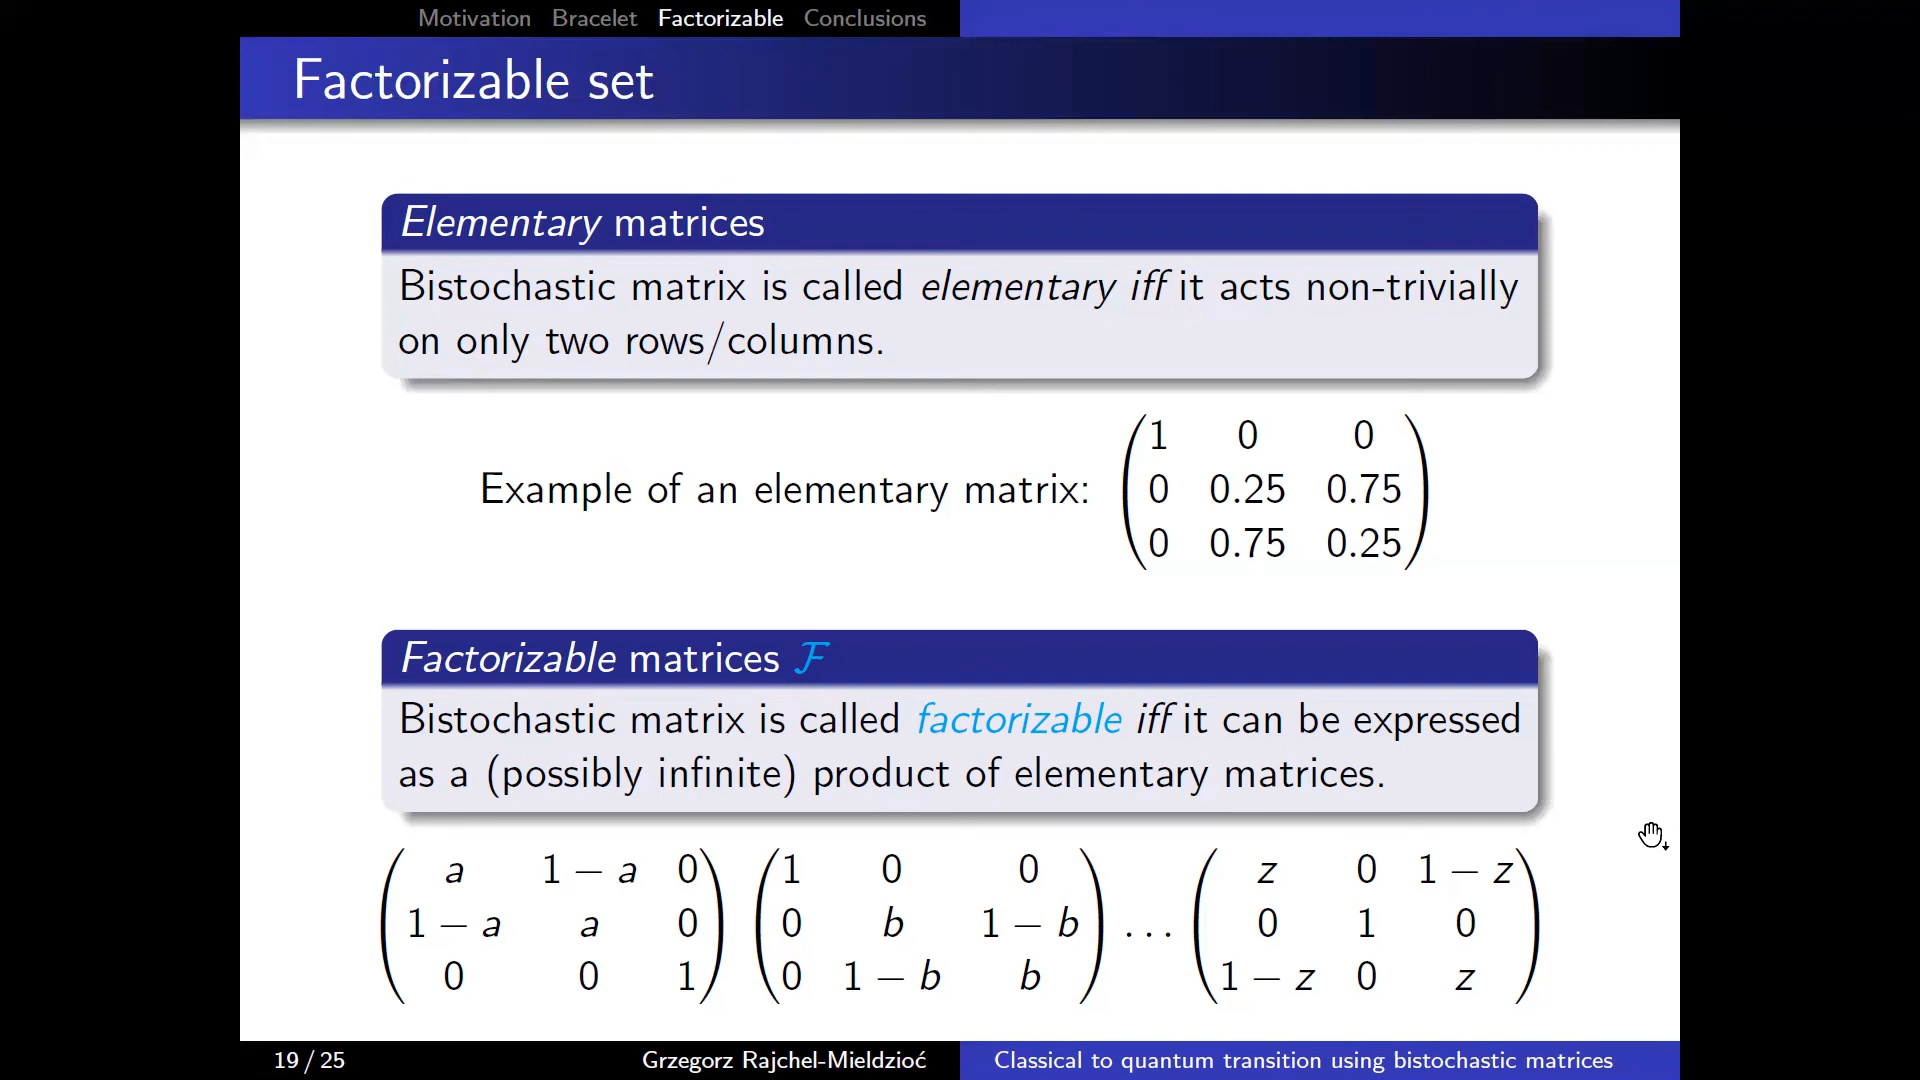 Motivation Bracelet Factorizable Conclusions
Factorizable set
Elementary matrices
Bistochastic matrix is called elementary iff it acts non-trivially
on only two rows/columns.
Example of an elementary matrix:
1 0 0
0 0.25 0.75
0 0.75 0.25
Factorizable matrices ℱ
Bistochastic matrix is called factorizable iff it can be expressed
as a (possibly infinite) product of elementary matrices.
a 1 − a 0 1 0 0 z 0 1 − z
1 − a a 0 0 b 1 − b ... 0 1 0
0 0 1 0 1 − b b 1 − z 0 z
19 / 25 Grzegorz Rajchel-Mieldzioć Classical to quantum transition using bistochastic matrices